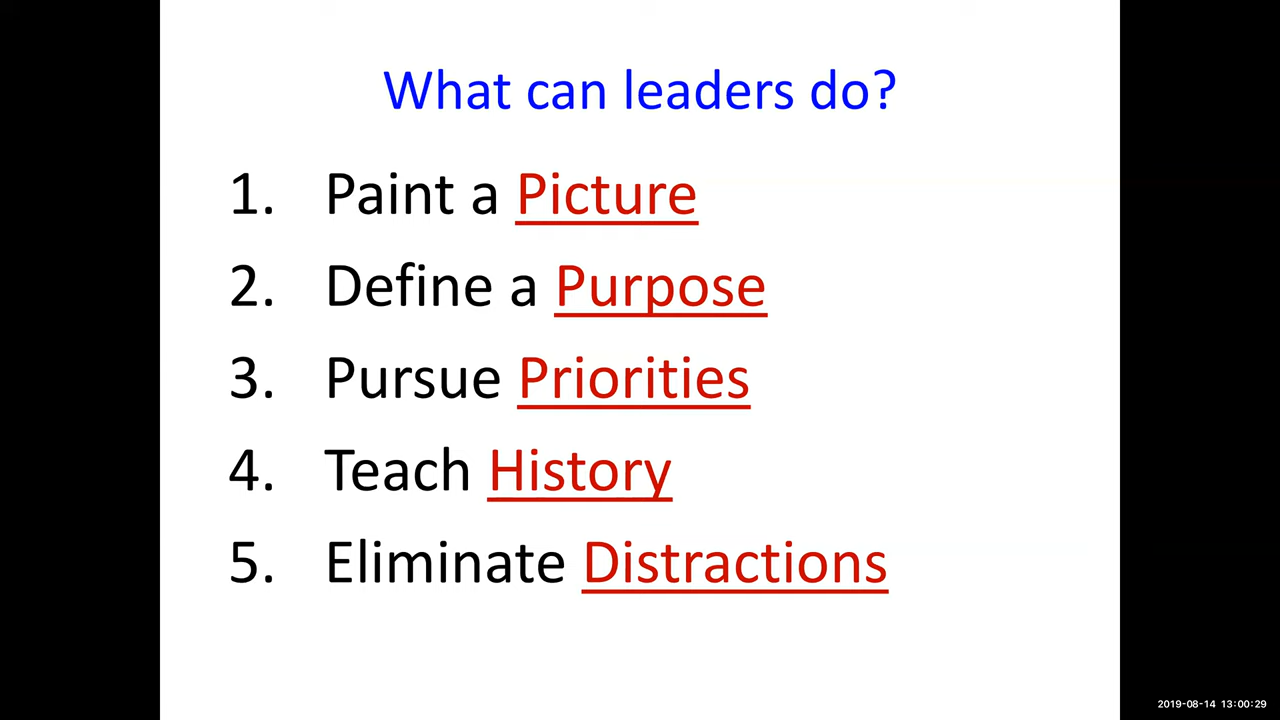 What can leaders do?
1. Paint a Picture
2. Define a Purpose
3. Pursue Priorities
4. Teach History
5. Eliminate Distractions
2019-08-14 13:00:29